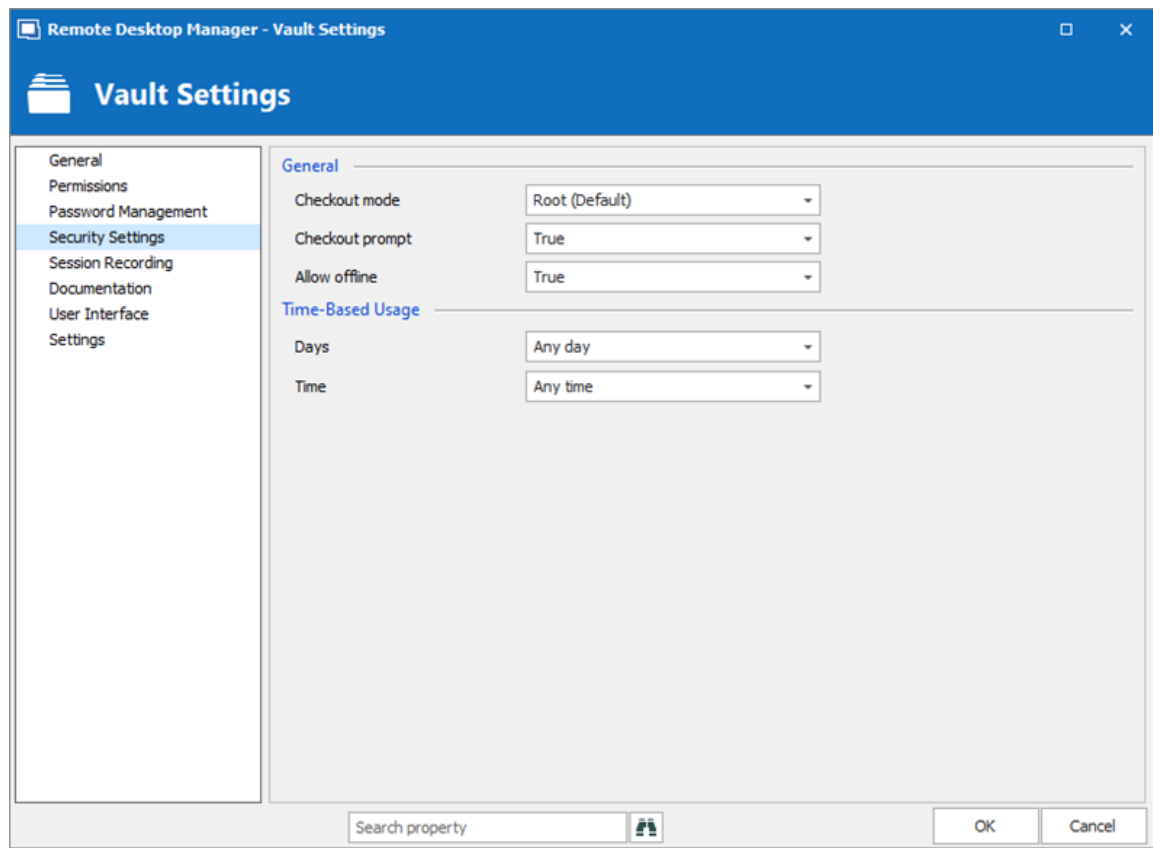 Remote Desktop Manager - Vault Settings
Vault Settings
General
Permissions
Password Management
Security Settings
Session Recording
Documentation
User Interface
Settings
General
Checkout mode Root (Default)
Checkout prompt True
Allow offline True
Time-Based Usage
Days Any day
Time Any time
Search property
OK Cancel